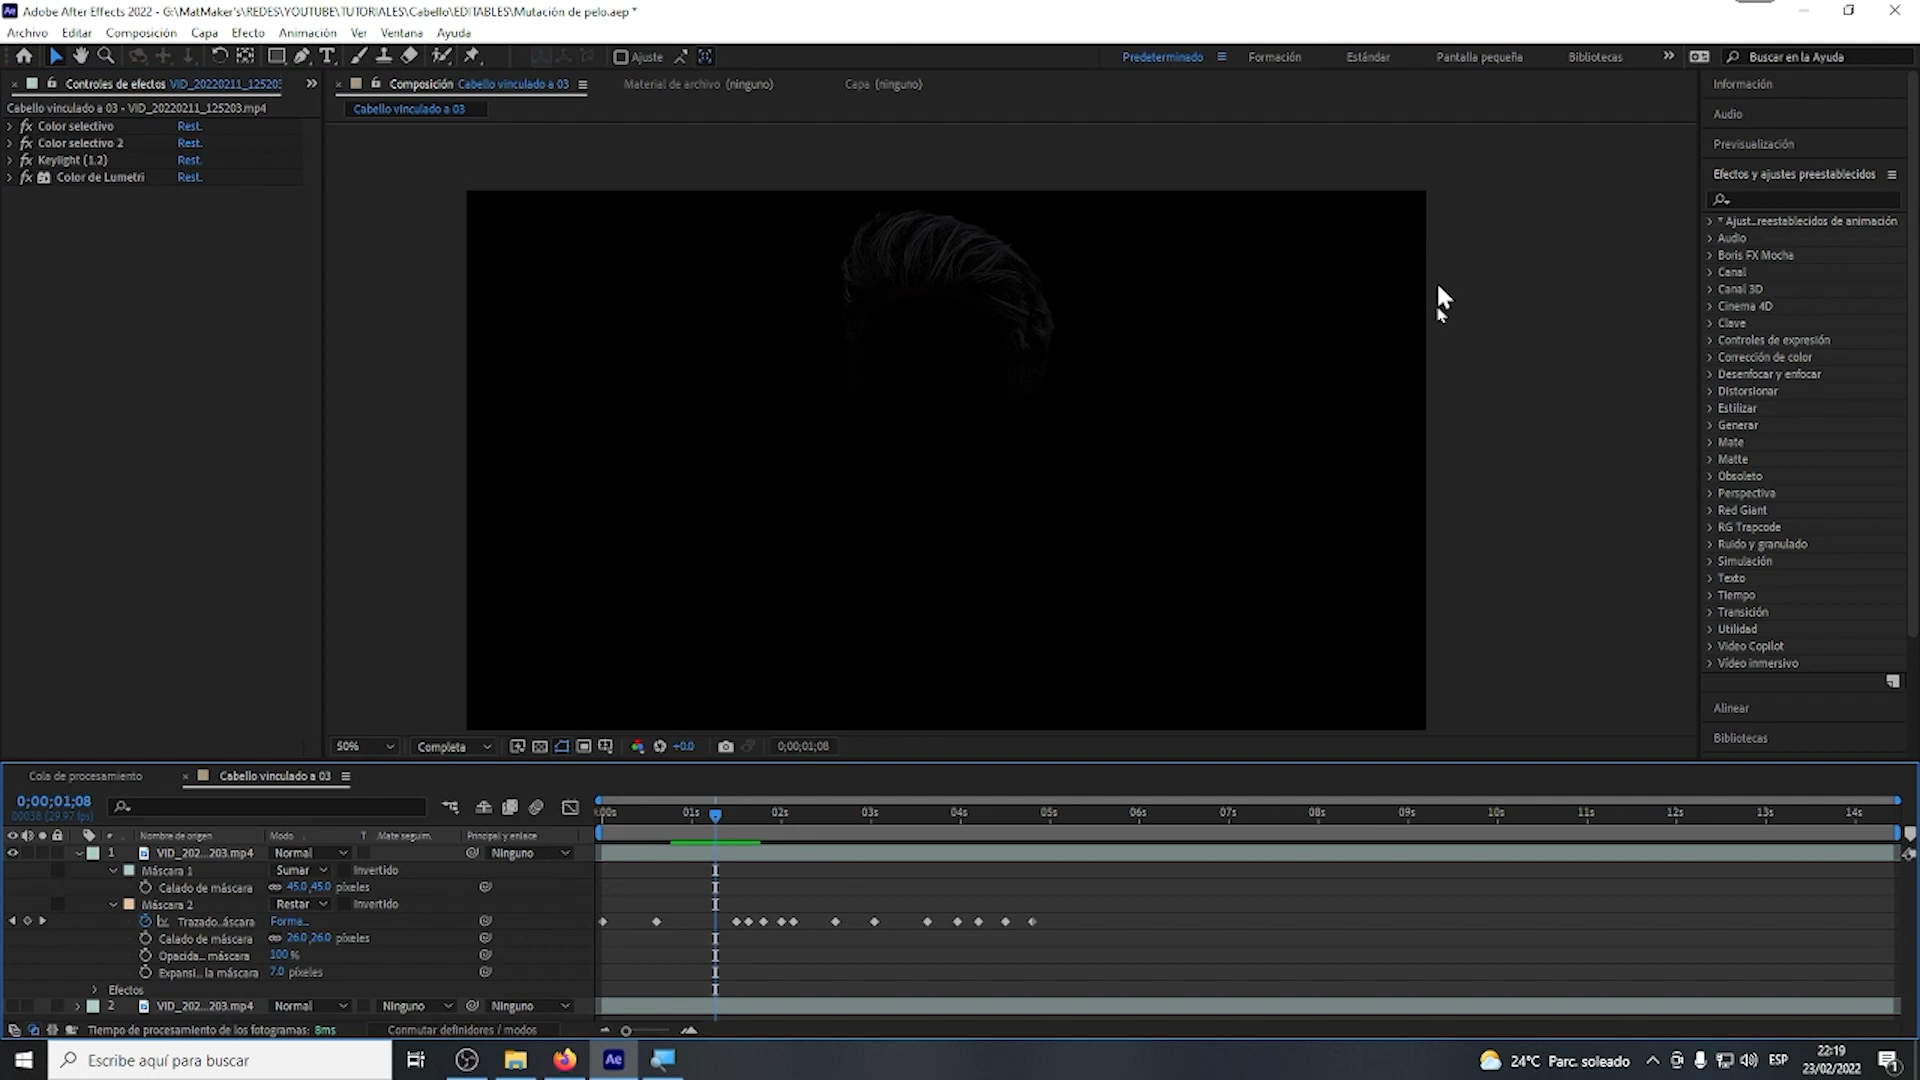 Adobe After Effects 2022 - G:\MatMaker's\REDES\YOUTUBE\TUTORIALES\Cabello\EDITABLES\Mutación de pelo.aep *
Archivo Editar Composición Capa Efecto Animación Ver Ventana Ayuda
Ajuste Predeterminado Formación Estándar Pantalla pequeña Bibliotecas Buscar en la Ayuda
Controles de efectos VID_20220211_125203
Cabello vinculado a 03 - VID_20220211_125203.mp4
fx Color selectivo Rest.
fx Color selectivo 2 Rest.
fx Keylight (1.2) Rest.
fx Color de Lumetri Rest.
Composición Cabello vinculado a 03 Material de archivo (ninguno) Capa (ninguno)
Cabello vinculado a 03
50% Completa +0.0 0;00;01;08
Información
Audio
Previsualización
Efectos y ajustes preestablecidos
* Ajust...reestablecidos de animación
Audio
Boris FX Mocha
Canal
Canal 3D
Cinema 4D
Clave
Controles de expresión
Corrección de color
Desenfocar y enfocar
Distorsionar
Estilizar
Generar
Mate
Matte
Obsoleto
Perspectiva
Red Giant
RG Trapcode
Ruido y granulado
Simulación
Texto
Tiempo
Transición
Utilidad
Video Copilot
Vídeo inmersivo
Alinear
Bibliotecas
Cola de procesamiento Cabello vinculado a 03
0;00;01;08
00038 (29.97 fps)
:00s 01s 02s 03s 04s 05s 06s 07s 08s 09s 10s 11s 12s 13s 14s
# Nombre de origen Modo T Mate seguim. Principal y enlace
1 VID_202...203.mp4 Normal Ninguno
Máscara 1 Sumar Invertido
Calado de máscara 45.0,45.0 píxeles
Máscara 2 Restar Invertido
Trazado..áscara Forma...
Calado de máscara 26.0,26.0 píxeles
Opacida... máscara 100 %
Expansi... la máscara 7.0 píxeles
Efectos
2 VID_202...203.mp4 Normal Ninguno Ninguno
Tiempo de procesamiento de los fotogramas: 8ms Conmutar definidores / modos
Escribe aquí para buscar Ae 24°C Parc. soleado ESP 22:19
23/02/2022 1